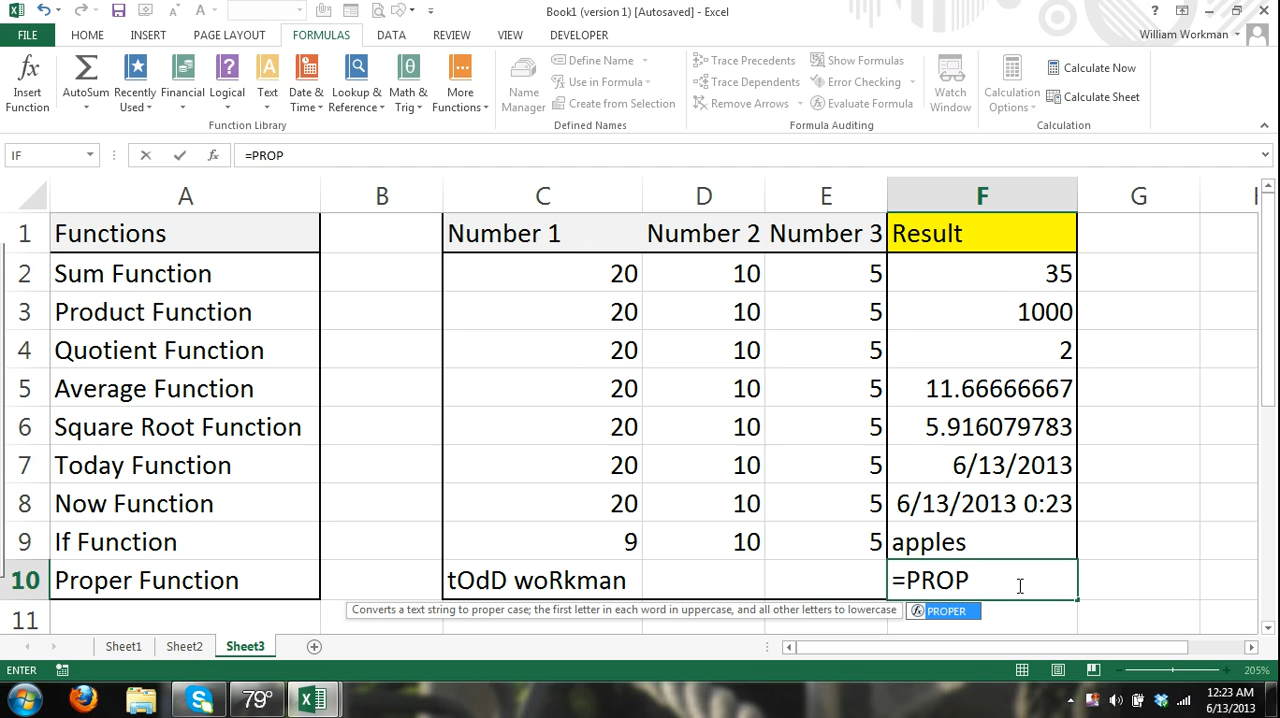 Book1 (version 1) [Autosaved] - Excel
FILE HOME INSERT PAGE LAYOUT FORMULAS DATA REVIEW VIEW DEVELOPER William Workman
Insert Function
AutoSum
Recently Used
Financial
Logical
Text
Date & Time
Lookup & Reference
Math & Trig
More Functions
Function Library
Name Manager
Define Name
Use in Formula
Create from Selection
Defined Names
Trace Precedents
Trace Dependents
Remove Arrows
Show Formulas
Error Checking
Evaluate Formula
Formula Auditing
Watch Window
Calculation Options
Calculate Now
Calculate Sheet
Calculation
IF =PROP
A B C D E F G
1 Functions Number 1 Number 2 Number 3 Result
2 Sum Function 20 10 5 35
3 Product Function 20 10 5 1000
4 Quotient Function 20 10 5 2
5 Average Function 20 10 5 11.66666667
6 Square Root Function 20 10 5 5.916079783
7 Today Function 20 10 5 6/13/2013
8 Now Function 20 10 5 6/13/2013 0:23
9 If Function 9 10 5 apples
10 Proper Function tOdD woRkman =PROP
Converts a text string to proper case; the first letter in each word in uppercase, and all other letters to lowercase PROPER
11
Sheet1 Sheet2 Sheet3
ENTER 205%
79° 12:23 AM
6/13/2013